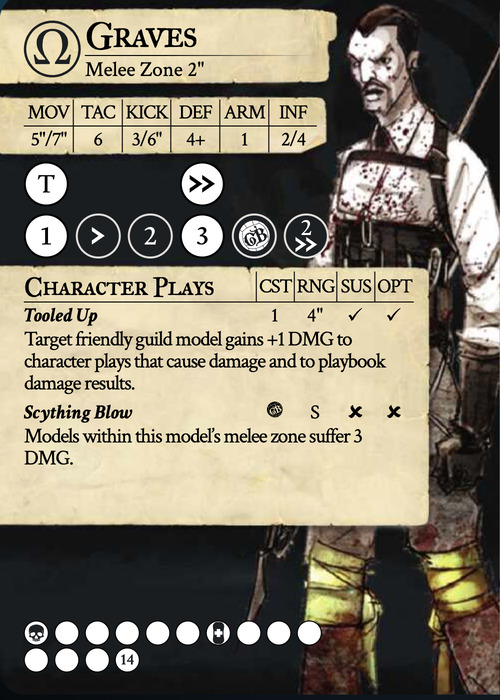 Ω GRAVES
Melee Zone 2"
MOV TAC KICK DEF ARM INF
5"/7" 6 3/6" 4+ 1 2/4
T >>
1 > 2 3 GB 2 >>
CHARACTER PLAYS CST RNG SUS OPT
Tooled Up 1 4" ✓ ✓
Target friendly guild model gains +1 DMG to
character plays that cause damage and to playbook
damage results.
Scything Blow GB S ✘ ✘
Models within this model's melee zone suffer 3
DMG.
14